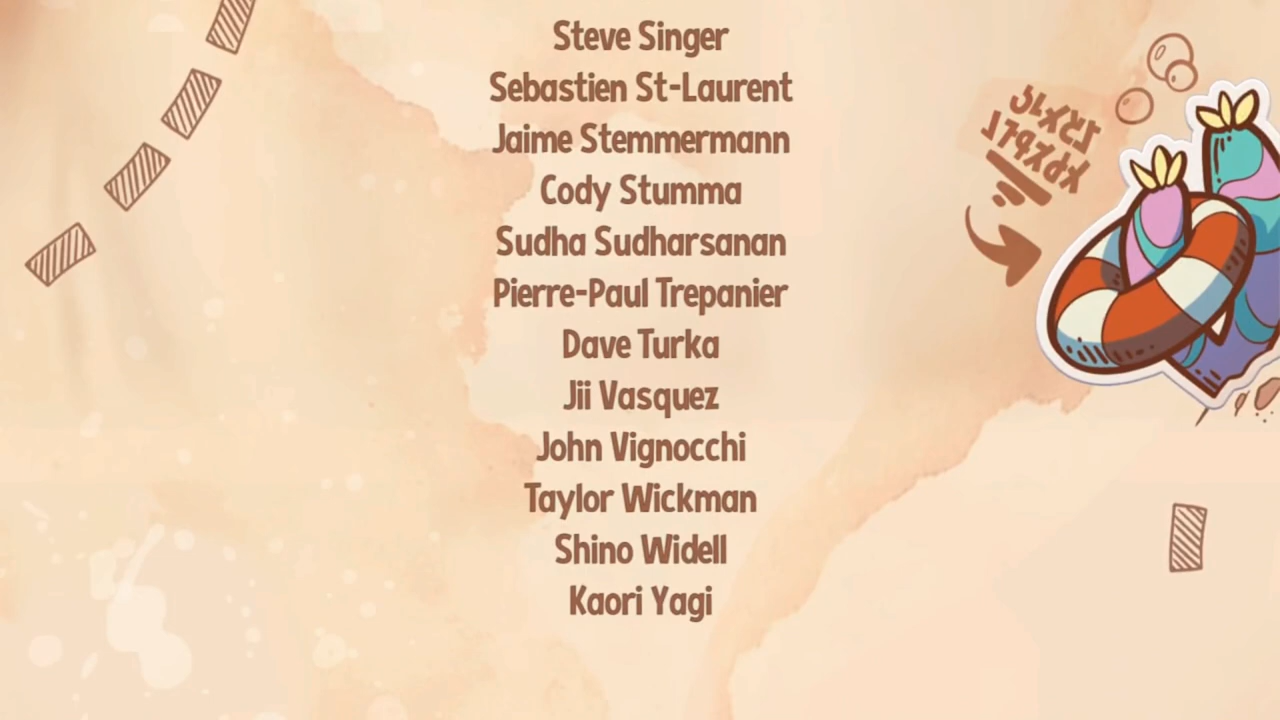 Steve Singer
Sebastien St-Laurent
Jaime Stemmermann
Cody Stumma
Sudha Sudharsanan
Pierre-Paul Trepanier
Dave Turka
Jii Vasquez
John Vignocchi
Taylor Wickman
Shino Widell
Kaori Yagi